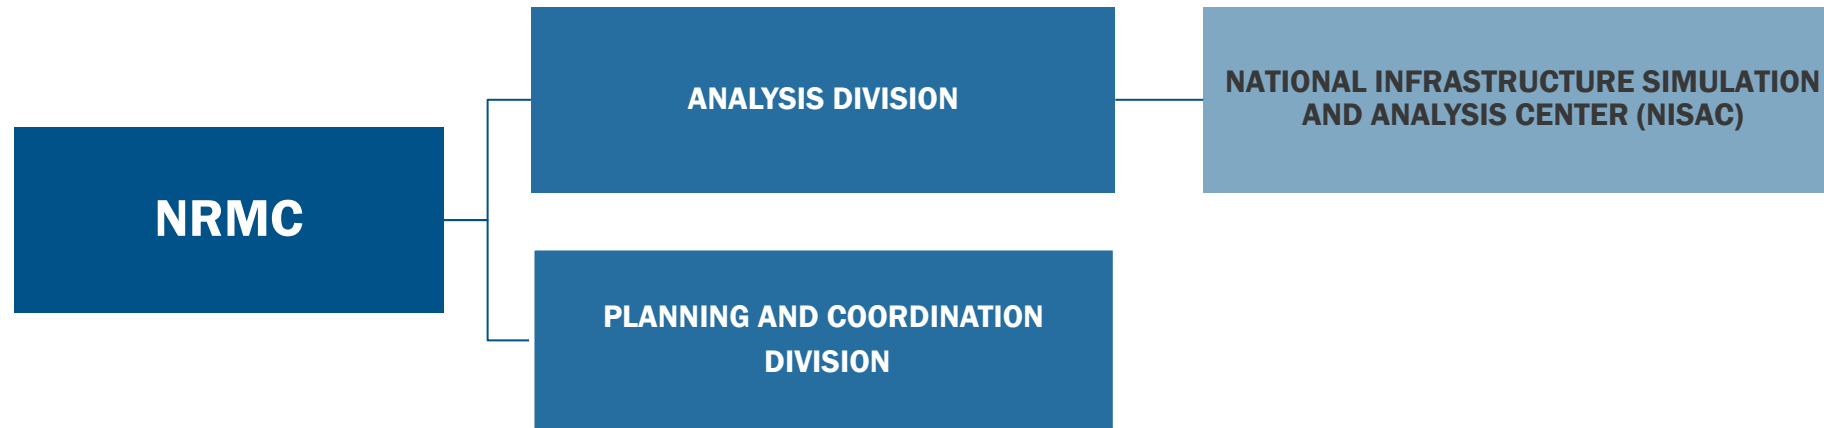 NRMC
ANALYSIS DIVISION
NATIONAL INFRASTRUCTURE SIMULATION
AND ANALYSIS CENTER (NISAC)
PLANNING AND COORDINATION
DIVISION